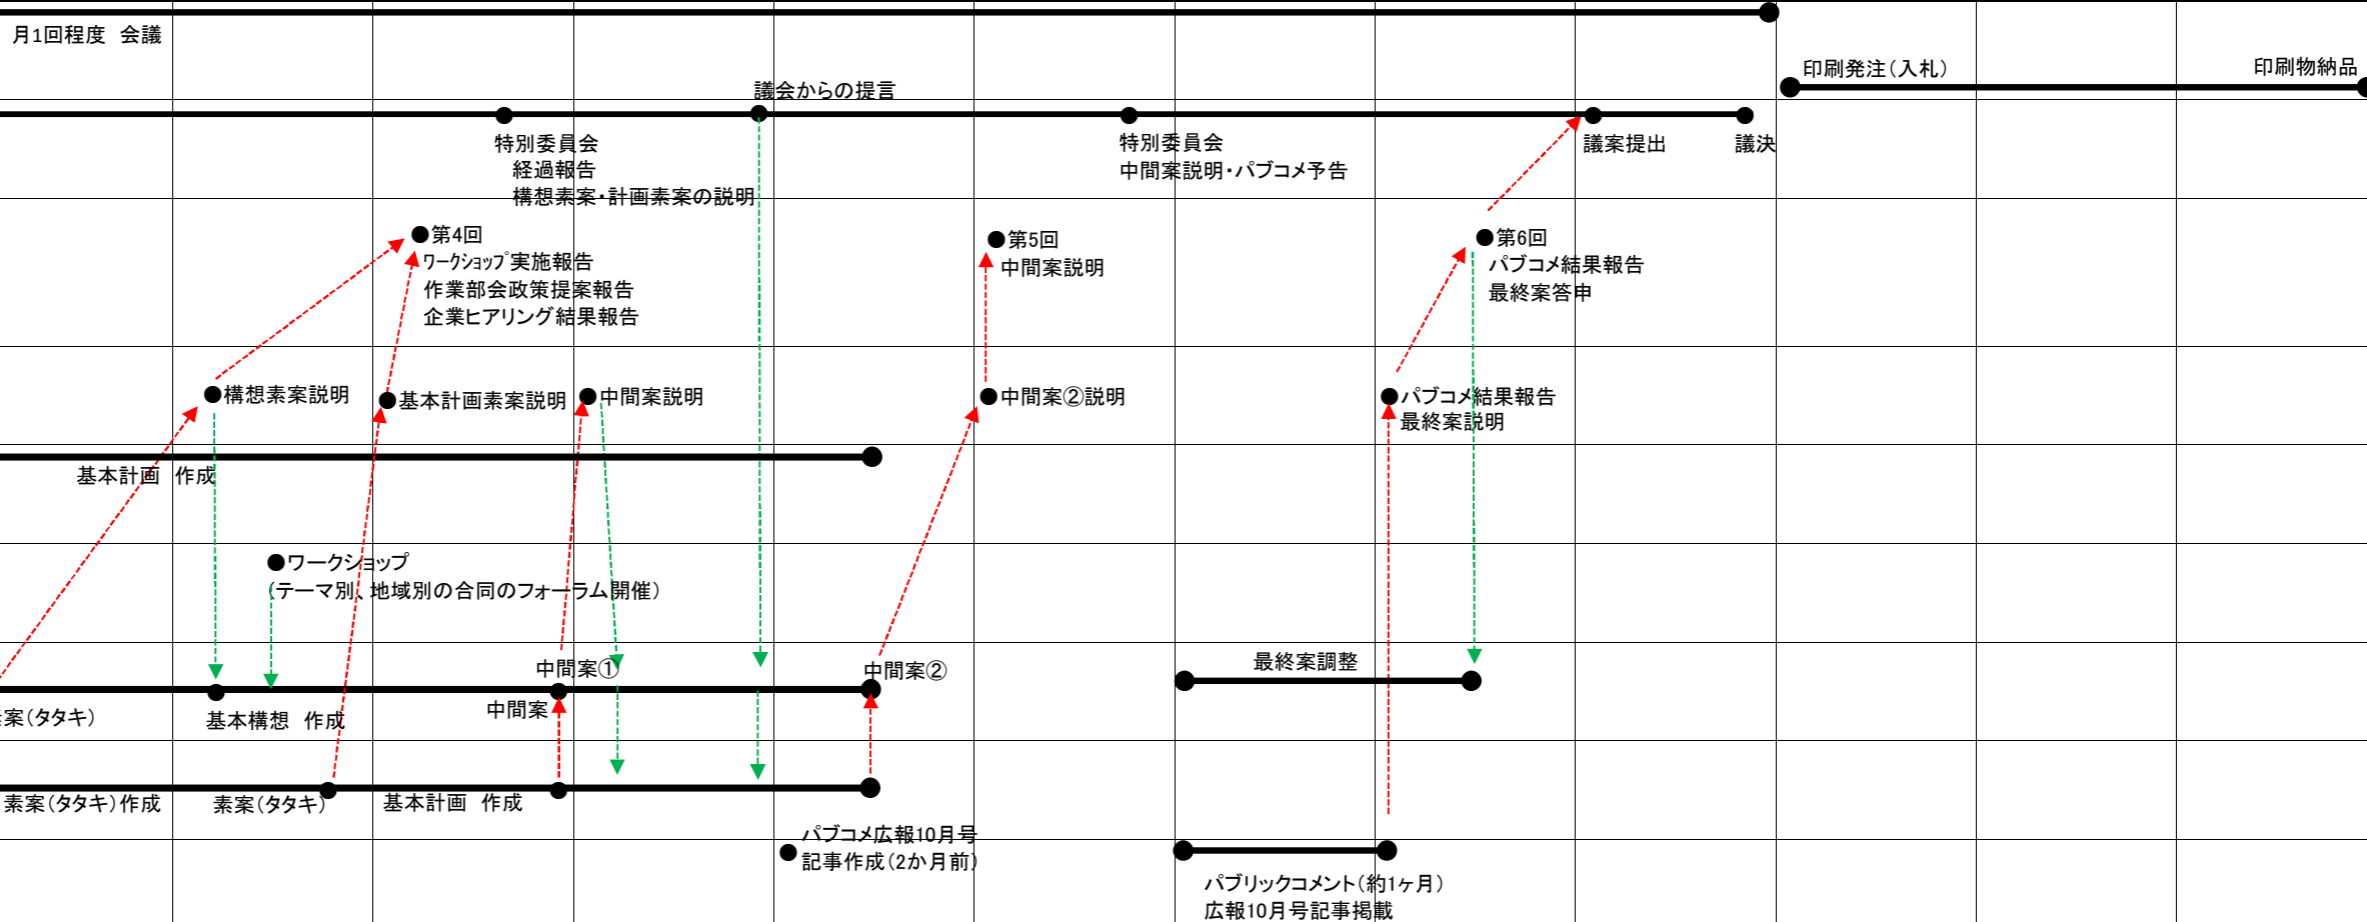 月1回程度 会議
印刷発注(入札)
印刷物納品
議会からの提言
特別委員会
経過報告
構想素案・計画素案の説明
特別委員会
中間案説明・パブコメ予告
議案提出
議決
●第4回
ワークショップ実施報告
作業部会政策提案報告
企業ヒアリング結果報告
●第5回
中間案説明
●第6回
パブコメ結果報告
最終案答申
●構想素案説明
●基本計画素案説明
●中間案説明
●中間案②説明
●パブコメ結果報告
最終案説明
基本計画 作成
●ワークショップ
(テーマ別、地域別の合同のフォーラム開催)
中間案①
中間案②
最終案調整
案(タタキ)
基本構想 作成
中間案
素案(タタキ)作成
素案(タタキ)
基本計画 作成
●パブコメ広報10月号
記事作成(2か月前)
パブリックコメント(約1ヶ月)
広報10月号記事掲載